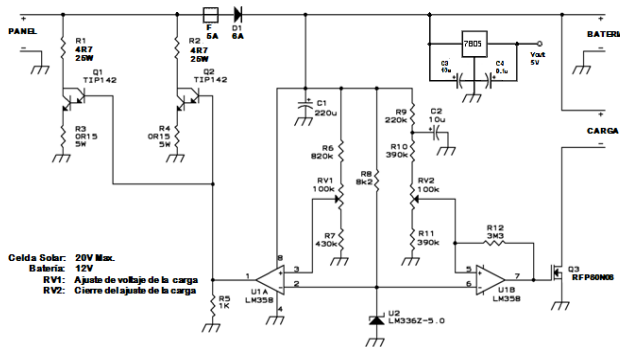 +
PANEL
–
R1
4R7
25W
Q1
TIP142
R3
0R15
5W
R2
4R7
25W
Q2
TIP142
R4
0R15
5W
F
5A
D1
6A
C1
220u
R6
820k
RV1
100k
R7
430k
R8
8k2
R9
220k
C2
10u
R10
390k
RV2
100k
R11
390k
7805
C3
10u
C4
0.1u
Vout
5V
+
BATERIA
–
+
CARGA
–
R12
3M3
Q3
RFP60N06
8
3
2
1
4
U1A
LM358
R5
1K
U2
LM336Z-5.0
5
6
7
U1B
LM358
Celda Solar: 20V Max.
Batería: 12V
RV1: Ajuste de voltaje de la carga
RV2: Cierre del ajuste de la carga